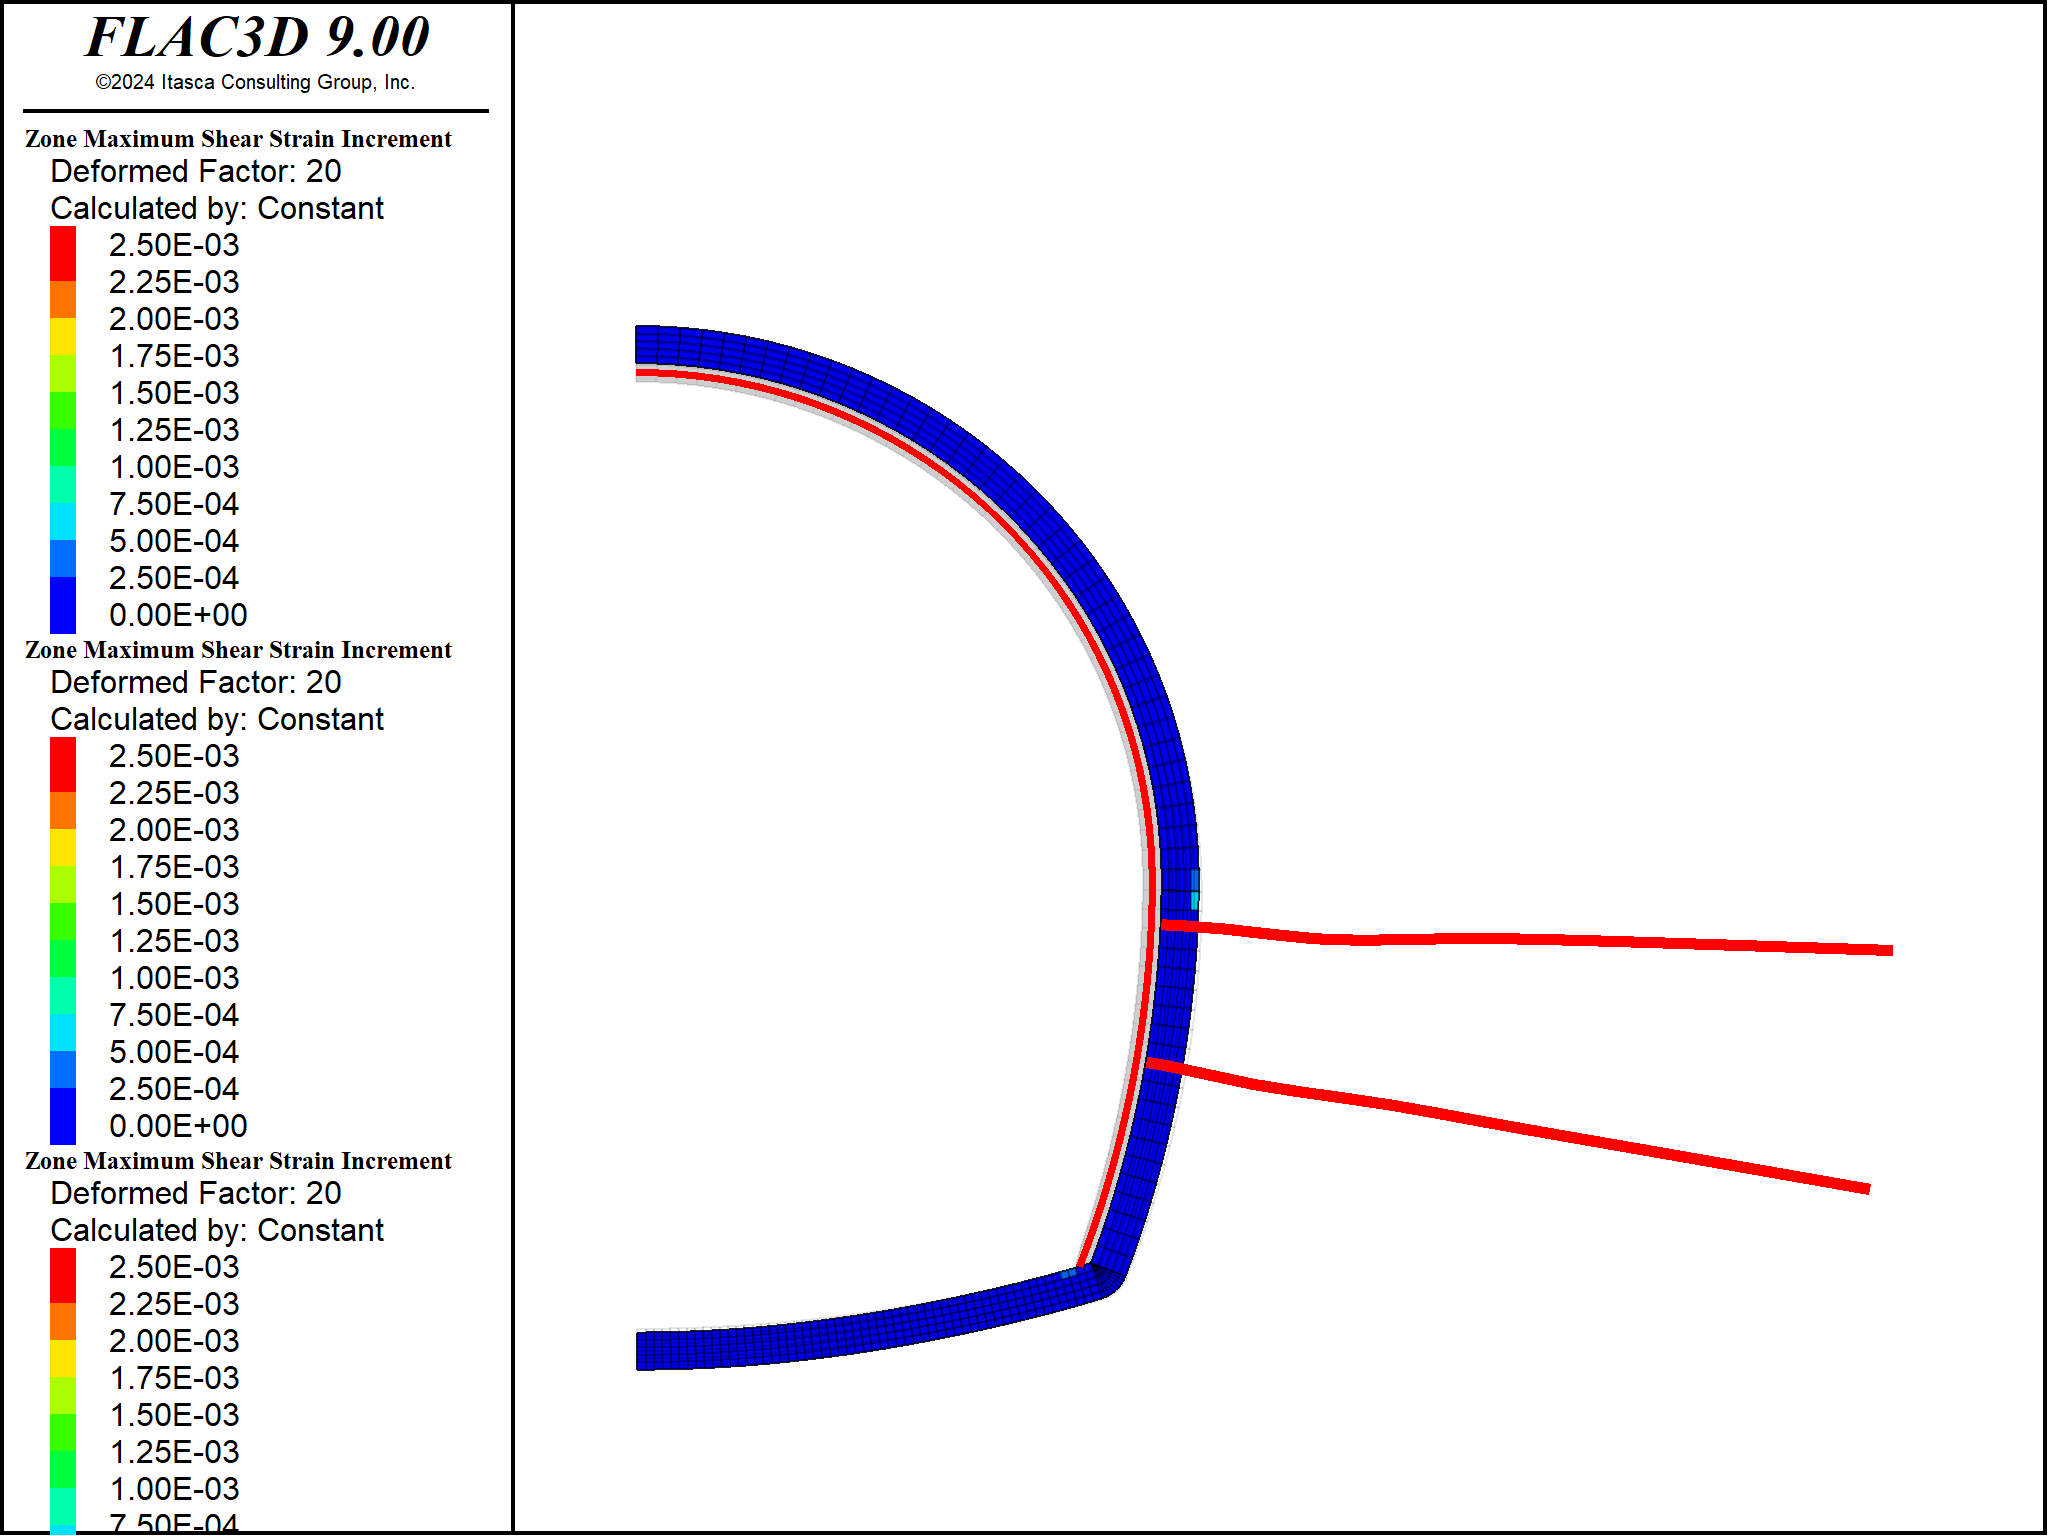 FLAC3D 9.00
©2024 Itasca Consulting Group, Inc.
Zone Maximum Shear Strain Increment
Deformed Factor: 20
Calculated by: Constant
2.50E-03
2.25E-03
2.00E-03
1.75E-03
1.50E-03
1.25E-03
1.00E-03
7.50E-04
5.00E-04
2.50E-04
0.00E+00
Zone Maximum Shear Strain Increment
Deformed Factor: 20
Calculated by: Constant
2.50E-03
2.25E-03
2.00E-03
1.75E-03
1.50E-03
1.25E-03
1.00E-03
7.50E-04
5.00E-04
2.50E-04
0.00E+00
Zone Maximum Shear Strain Increment
Deformed Factor: 20
Calculated by: Constant
2.50E-03
2.25E-03
2.00E-03
1.75E-03
1.50E-03
1.25E-03
1.00E-03
7.50E-04